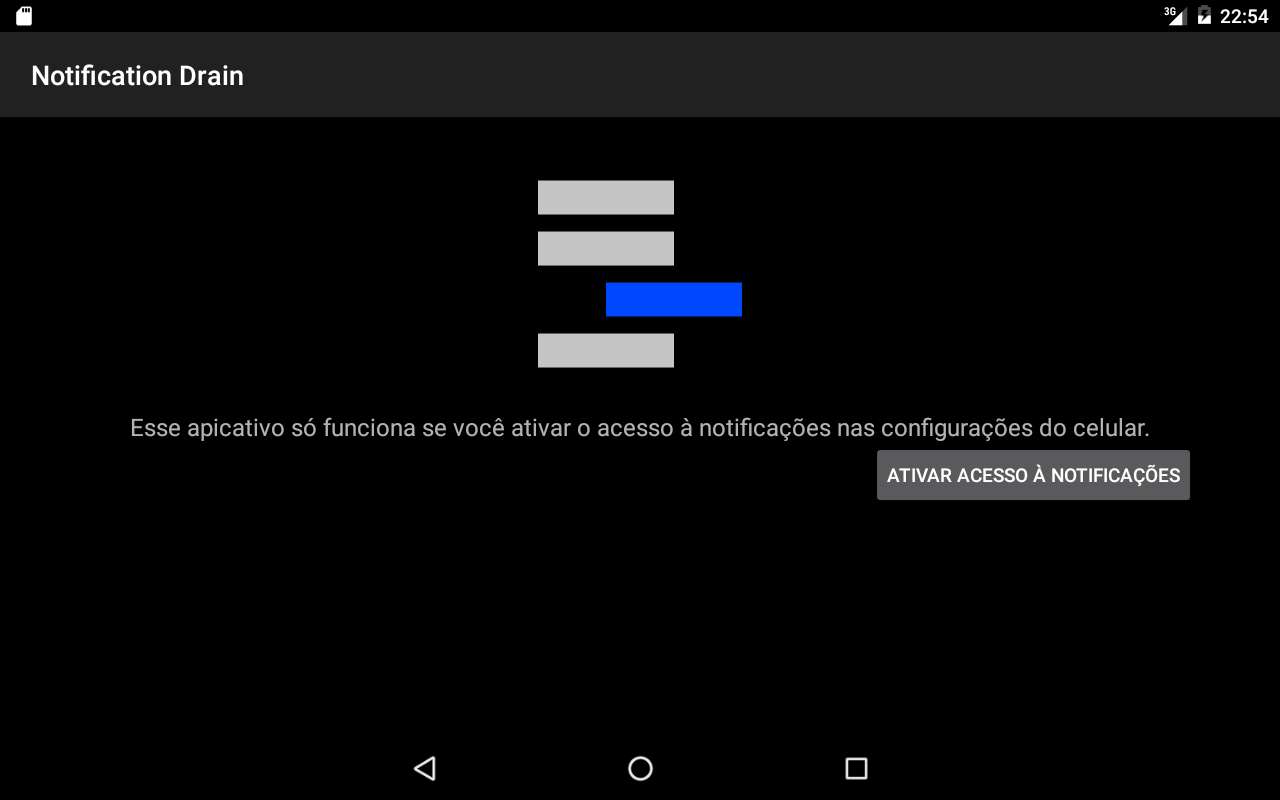 3G 22:54
Notification Drain
Esse apicativo só funciona se você ativar o acesso à notificações nas configurações do celular.
ATIVAR ACESSO À NOTIFICAÇÕES